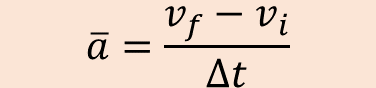 ā = (v_f − v_i) / Δt